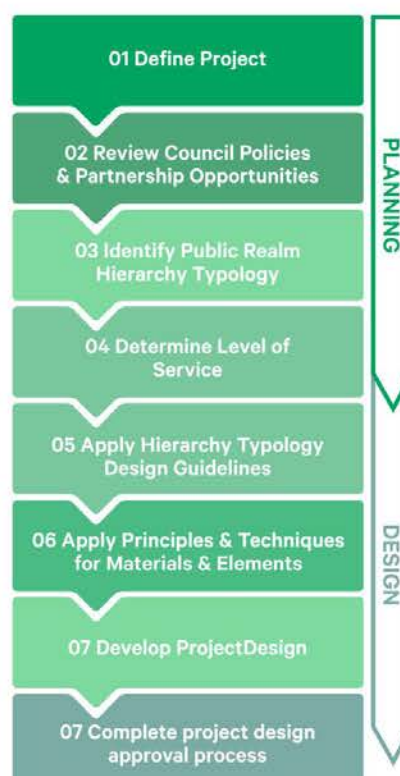 01 Define Project
02 Review Council Policies
& Partnership Opportunities
03 Identify Public Realm
Hierarchy Typology
04 Determine Level of
Service
05 Apply Hierarchy Typology
Design Guidelines
06 Apply Principles & Techniques
for Materials & Elements
07 Develop ProjectDesign
07 Complete project design
approval process
PLANNING
DESIGN